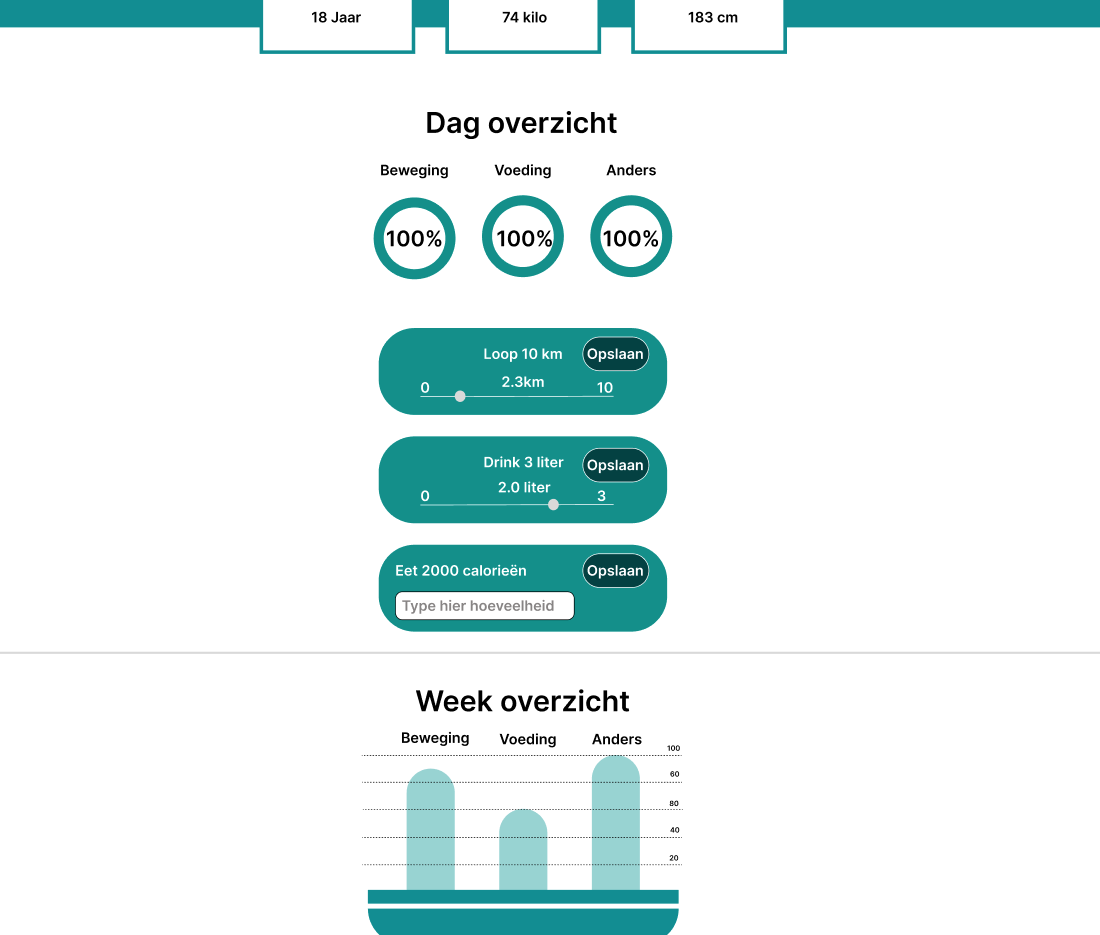 18 Jaar
74 kilo
183 cm
Dag overzicht
Beweging
Voeding
Anders
100%
100%
100%
Loop 10 km
Opslaan
0
2.3km
10
Drink 3 liter
Opslaan
0
2.0 liter
3
Eet 2000 calorieën
Opslaan
Type hier hoeveelheid
Week overzicht
Beweging
Voeding
Anders
100
60
80
40
20